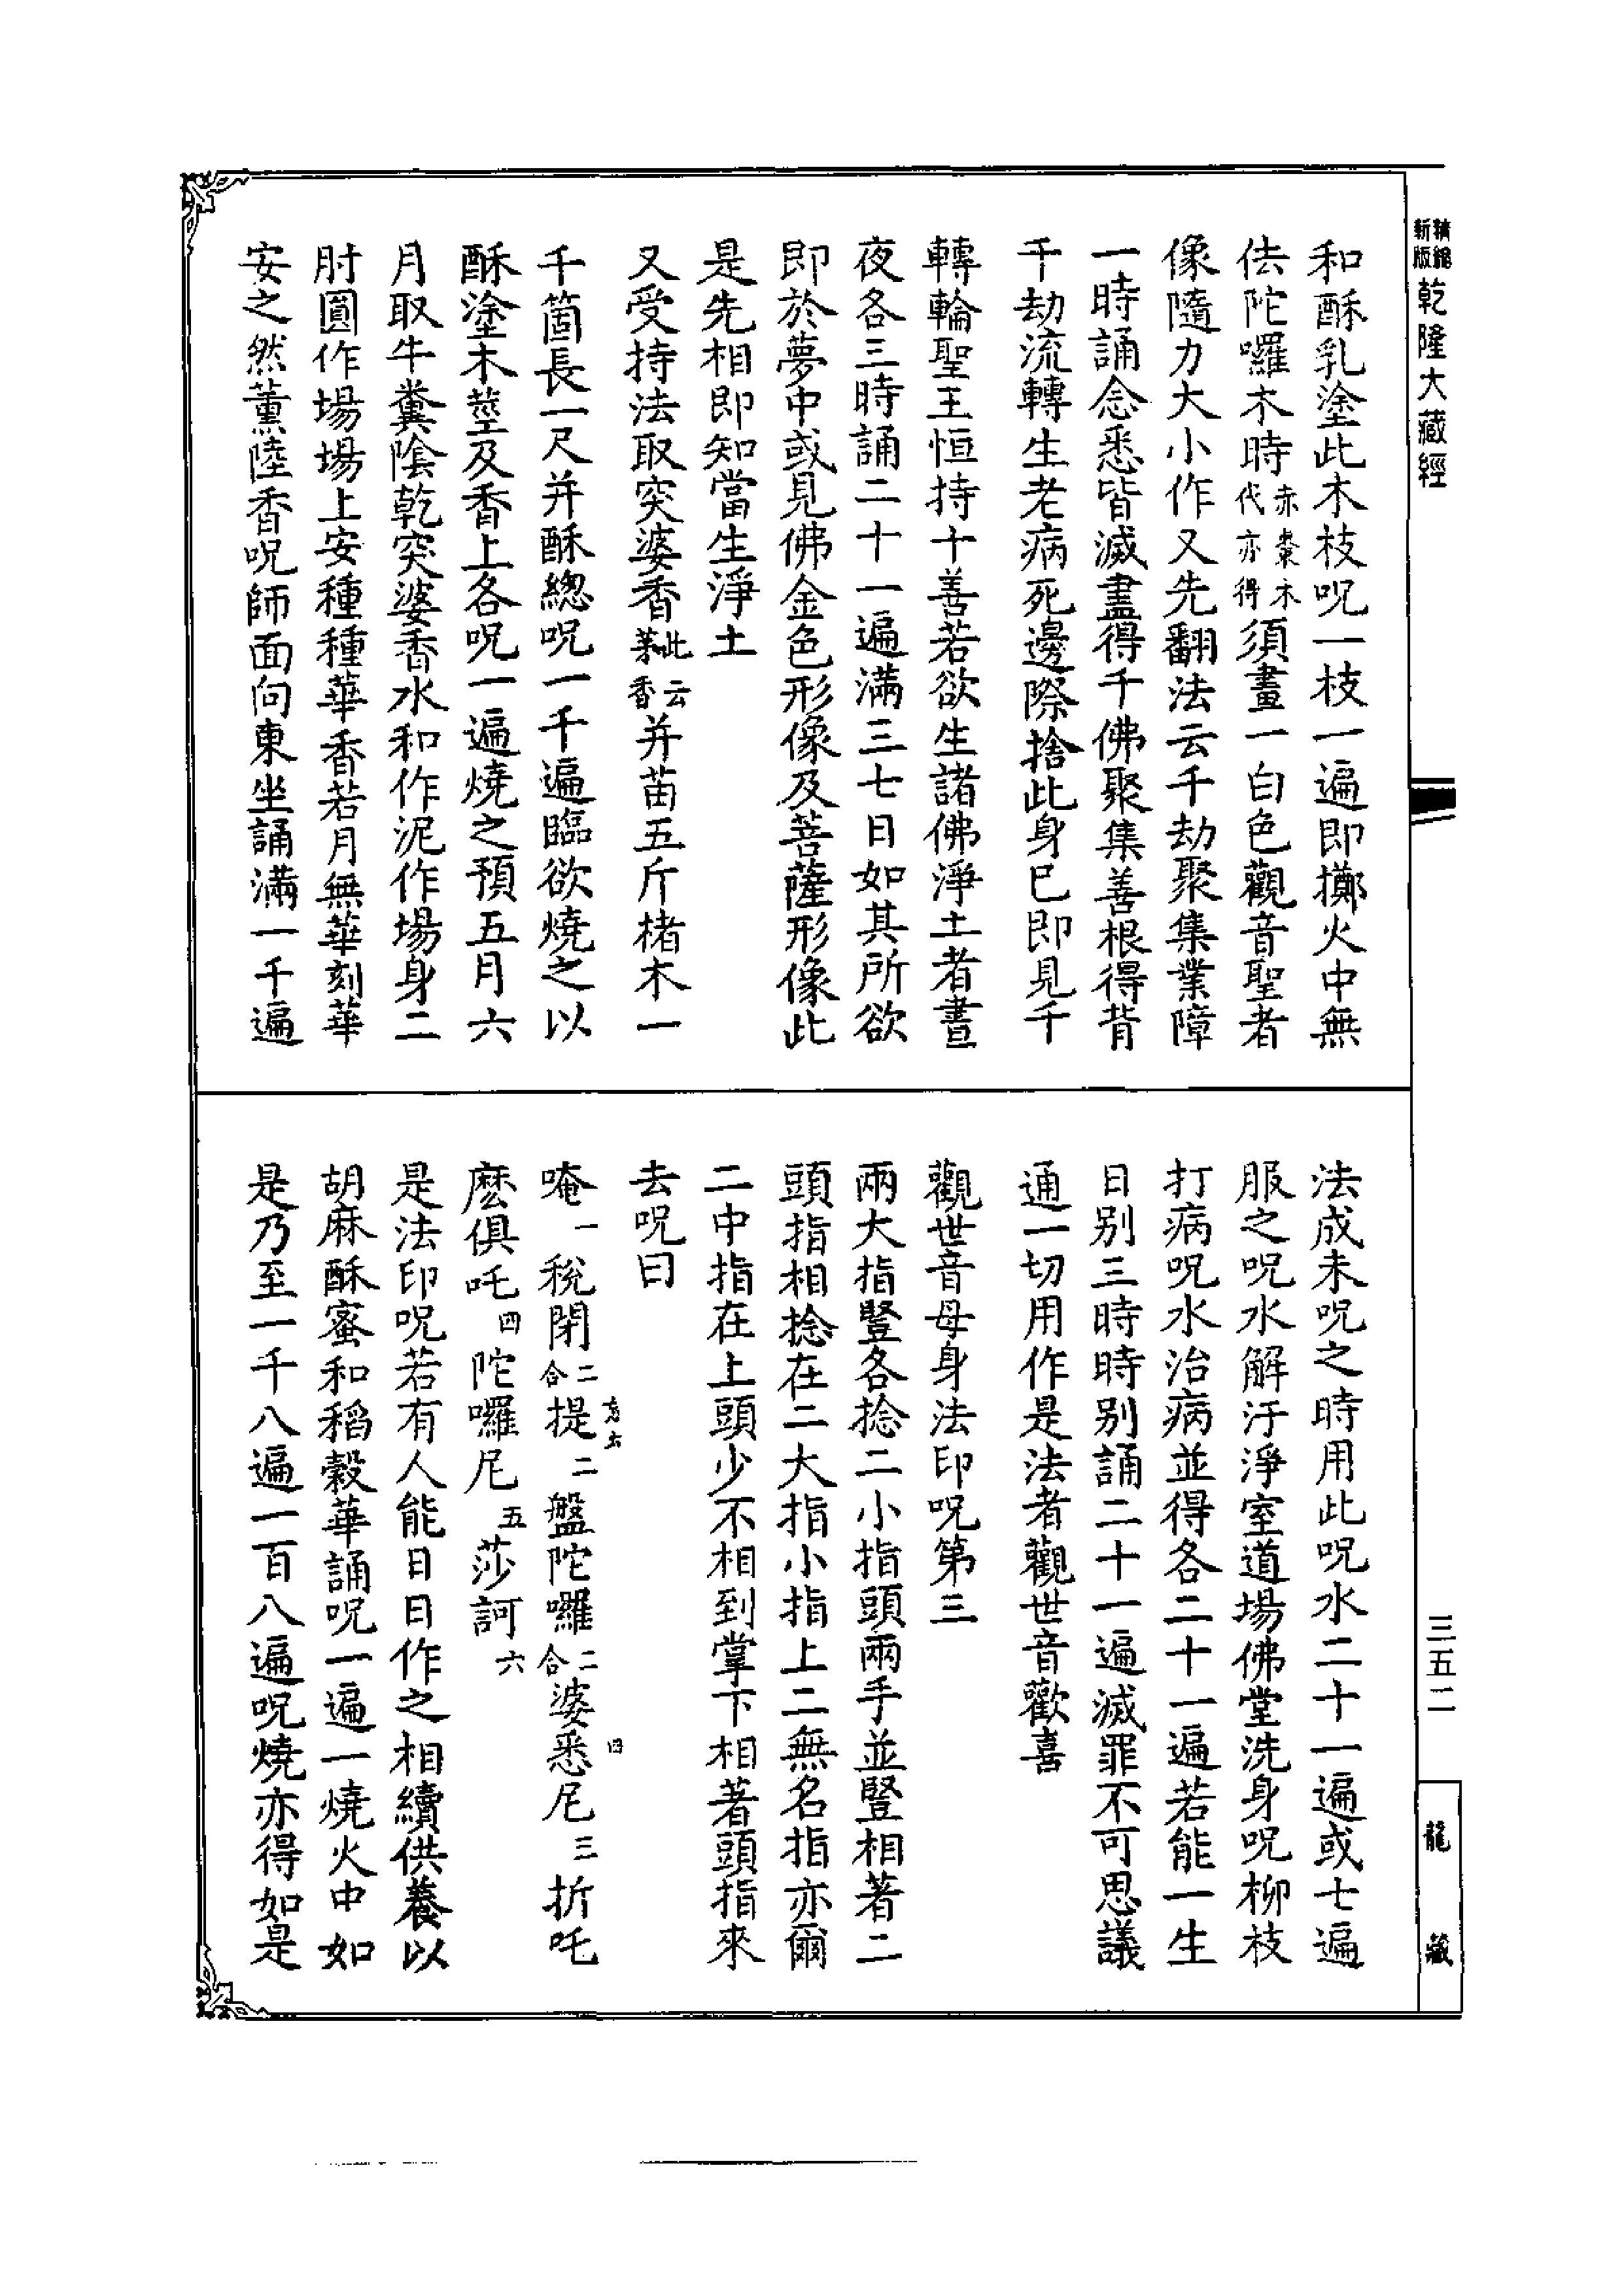 精縮新版乾隆大藏經
和酥乳塗此木枝呪一枝一遍即擲火中無
佉陀囉木時赤棗木代亦得須畫一白色觀音聖者
像隨力大小作又先翻法云千劫聚集業障
一時誦念悉皆滅盡得千佛聚集善根得背
千劫流轉生老病死邊際捨此身已即見千
轉輪聖王恒持十善若欲生諸佛淨土者晝
夜各三時誦二十一遍滿三七日如其所欲
即於夢中或見佛金色形像及菩薩形像此
是先相即知當生淨土
又受持法取突婆香此云茅香并苗五斤楮木一
千箇長一尺并酥總呪一千遍臨欲燒之以
酥塗木莖及香上各呪一遍燒之預五月六
月取牛糞陰乾突婆香水和作泥作場身二
肘圓作場場上安種種華香若月無華刻華
安之然薰陸香呪師面向東坐誦滿一千遍
法成未呪之時用此呪水二十一遍或七遍
服之呪水解汙淨室道場佛堂洗身呪柳枝
打病呪水治病並得各二十一遍若能一生
日別三時時別誦二十一遍滅罪不可思議
通一切用作是法者觀世音歡喜
觀世音母身法印呪第三
兩大指豎各捻二小指頭兩手並豎相著二
頭指相捻在二大指小指上二無名指亦爾
二中指在上頭少不相到掌下相著頭指來
去呪曰
唵一稅閉二合提二盤陀囉二合婆悉尼三折吒
麽俱吒四陀囉尼五莎訶六
是法印呪若有人能日日作之相續供養以
胡麻酥蜜和稻穀華誦呪一遍一燒火中如
是乃至一千八遍一百八遍呪燒亦得如是
三五二
龍藏